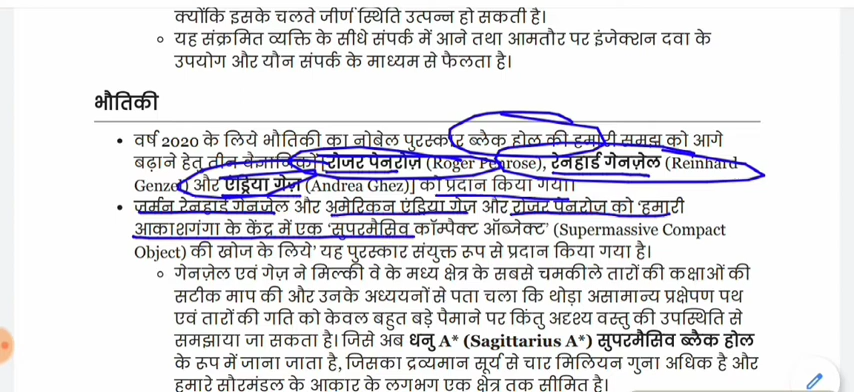 क्योंकि इसके चलते जीर्ण स्थिति उत्पन्न हो सकती है।
यह संक्रमित व्यक्ति के सीधे संपर्क में आने तथा आमतौर पर इंजेक्शन दवा के
उपयोग और यौन संपर्क के माध्यम से फैलता है।
भौतिकी
वर्ष 2020 के लिये भौतिकी का नोबेल पुरस्कार ब्लैक होल की हमारी समझ को आगे
बढ़ाने हेतु तीन वैज्ञानिकों [रोजर पेनरोज़ (Roger Penrose), रेनहार्ड गेनज़ेल (Reinhard
Genzel) और एंड्रिया गेज़ (Andrea Ghez)] को प्रदान किया गया।
जर्मन रेनहार्ड गेनज़ेल और अमेरिकन एंड्रिया गेज़ और रोजर पेनरोज़ को 'हमारी
आकाशगंगा के केंद्र में एक 'सुपरमैसिव कॉम्पैक्ट ऑब्जेक्ट' (Supermassive Compact
Object) की खोज के लिये' यह पुरस्कार संयुक्त रूप से प्रदान किया गया है।
गेनज़ेल एवं गेज़ ने मिल्की वे के मध्य क्षेत्र के सबसे चमकीले तारों की कक्षाओं की
सटीक माप की और उनके अध्ययनों से पता चला कि थोड़ा असामान्य प्रक्षेपण पथ
एवं तारों की गति को केवल बहुत बड़े पैमाने पर किंतु अदृश्य वस्तु की उपस्थिति से
समझाया जा सकता है। जिसे अब धनु A* (Sagittarius A*) सुपरमैसिव ब्लैक होल
के रूप में जाना जाता है, जिसका द्रव्यमान सूर्य से चार मिलियन गुना अधिक है और
हमारे सौरमंडल के आकार के लगभग एक क्षेत्र तक सीमित है।